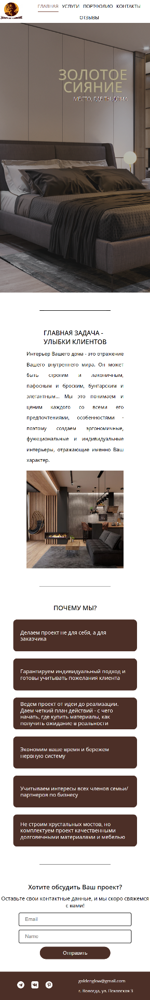 ЗОЛОТОЕ СИЯНИЕ
ГЛАВНАЯ УСЛУГИ ПОРТФОЛИО КОНТАКТЫ
ОТЗЫВЫ
ЗОЛОТОЕ
СИЯНИЕ
МЕСТО, ГДЕ ТЫ ДОМА
ГЛАВНАЯ ЗАДАЧА -
УЛЫБКИ КЛИЕНТОВ
Интерьер Вашего дома - это отражение
Вашего внутреннего мира. Он может
быть строгим и лаконичным,
пафосным и броским, бунтарским и
элегантным... Мы это понимаем и
ценим каждого со всеми его
предпочтениями, особенностями -
поэтому создаем эргономичные,
функциональные и индивидуальные
интерьеры, отражающие именно Ваш
характер.
ПОЧЕМУ МЫ?
Делаем проект не для себя, а для
заказчика
Гарантируем индивидуальный подход и
готовы учитывать пожелания клиента
Ведем проект от идеи до реализации.
Даем четкий план действий - с чего
начать, где купить материалы, как
получить ожидание в реальности
Экономим ваше время и бережем
нервную систему
Учитываем интересы всех членов семьи/
партнеров по бизнесу
Не строим хрустальных мостов, но
комплектуем проект качественными
долговечными материалами и мебелью
Хотите обсудить Ваш проект?
Оставьте свои контактные данные, и мы скоро свяжемся
с вами!
Email
Name
Отправить
goldenglow@gmail.com
г. Вологда, ул. Псковская 3